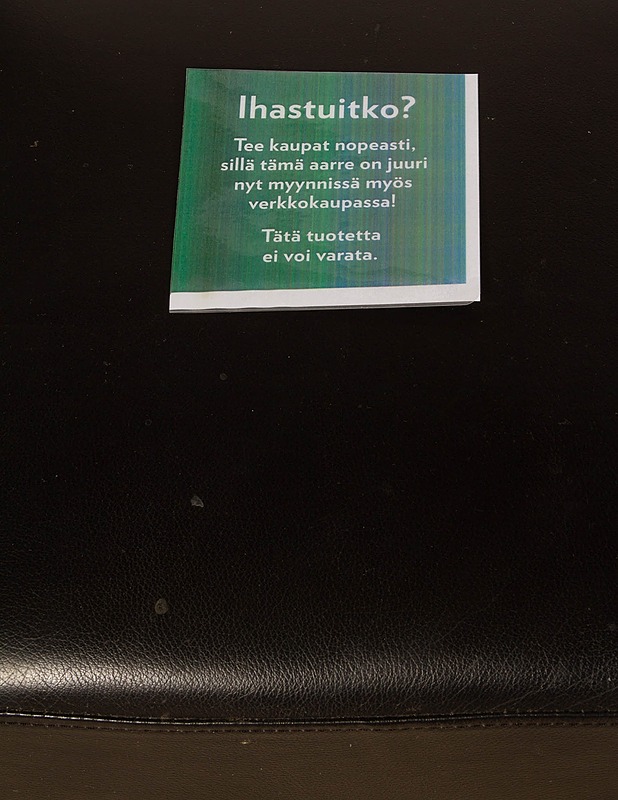 Ihastuitko?
Tee kaupat nopeasti,
sillä tämä aarre on juuri
nyt myynnissä myös
verkkokaupassa!
Tätä tuotetta
ei voi varata.